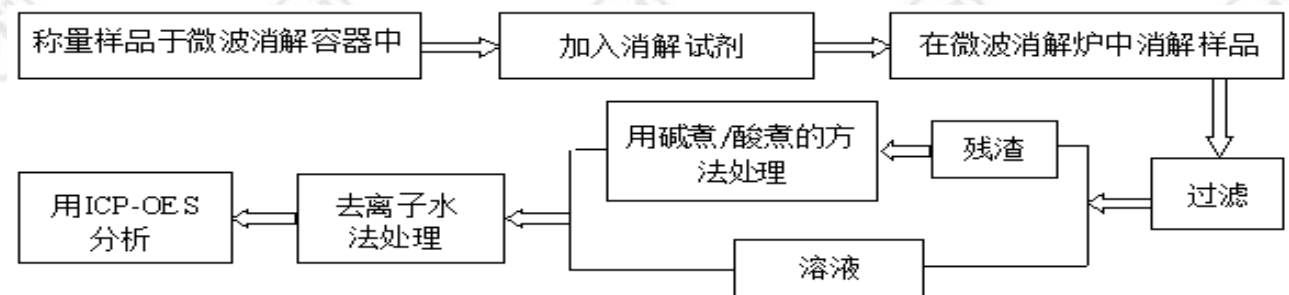 称量样品于微波消解容器中
加入消解试剂
在微波消解炉中消解样品
过滤
残渣
用碱煮/酸煮的方
法处理
溶液
去离子水
法处理
用ICP-OES
分析